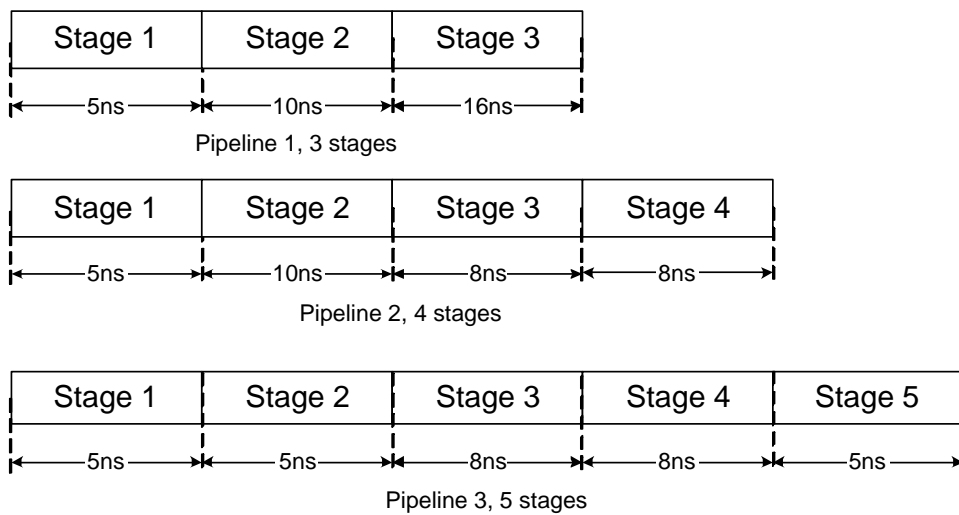 Stage 1 Stage 2 Stage 3
5ns 10ns 16ns
Pipeline 1, 3 stages
Stage 1 Stage 2 Stage 3 Stage 4
5ns 10ns 8ns 8ns
Pipeline 2, 4 stages
Stage 1 Stage 2 Stage 3 Stage 4 Stage 5
5ns 5ns 8ns 8ns 5ns
Pipeline 3, 5 stages